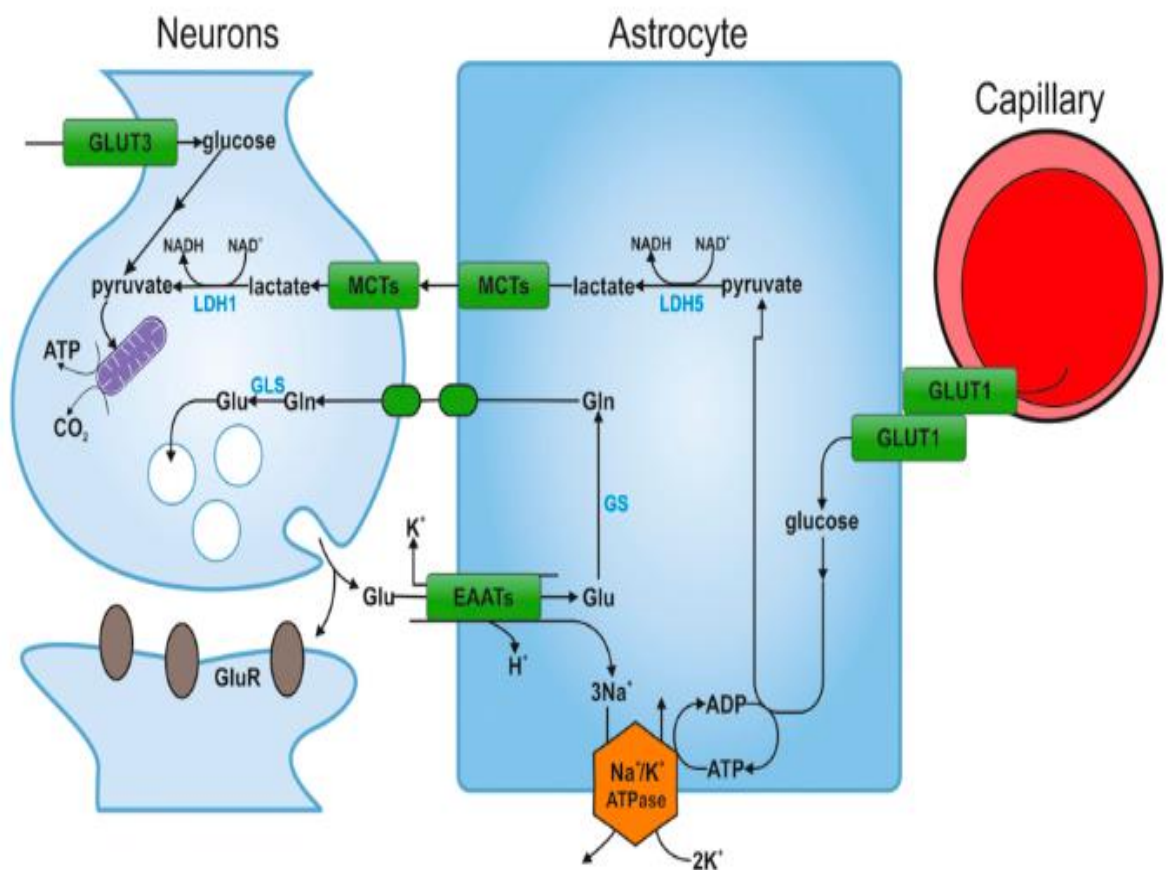 Neurons
Astrocyte
Capillary
GLUT3
glucose
NADH
NAD⁺
NADH
NAD⁺
pyruvate
lactate
MCTs
MCTs
lactate
pyruvate
LDH1
LDH5
ATP
CO₂
GLS
Glu
Gln
Gln
GLUT1
GLUT1
GS
glucose
K⁺
Glu
EAATs
Glu
H⁺
GluR
3Na⁺
ADP
ATP
Na⁺/K⁺
ATPase
2K⁺